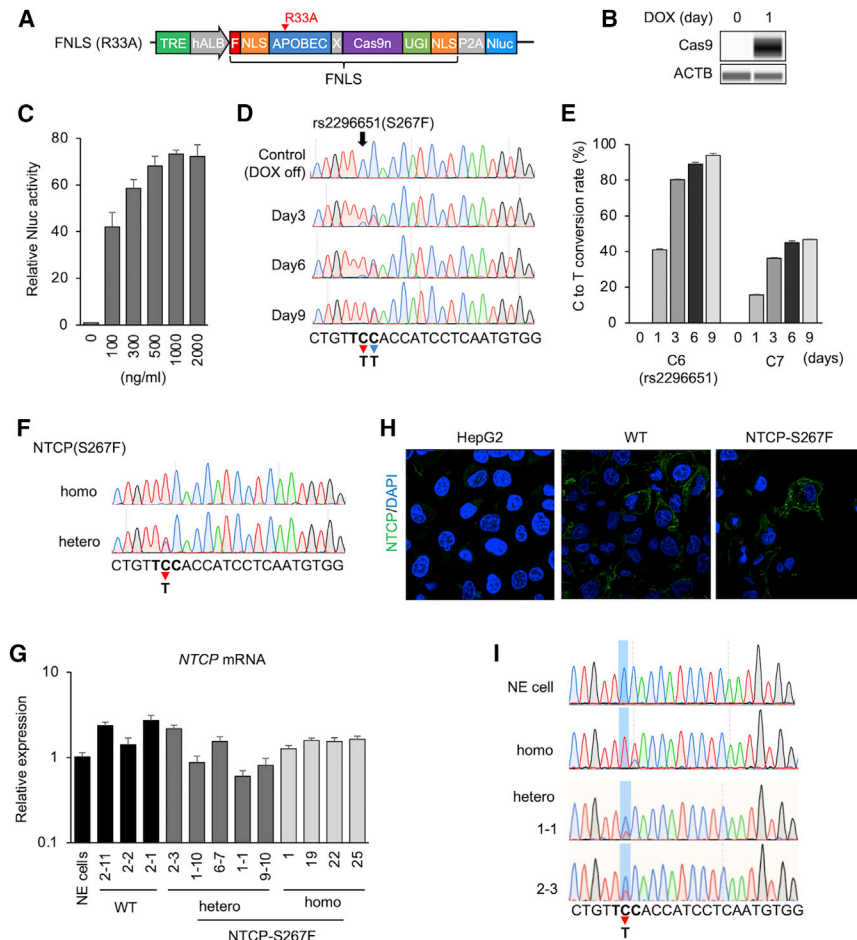 A
R33A
FNLS (R33A)
TRE
hALB
F
NLS
APOBEC
X
Cas9n
UGI
NLS
P2A
Nluc
FNLS
B
DOX (day) 0 1
Cas9
ACTB
C
Relative Nluc activity
80
60
40
20
0
0 100 300 500 1000 2000
(ng/ml)
D
rs2296651(S267F)
Control
(DOX off)
Day3
Day6
Day9
CTGTTCCACCATCCTCAATGTGG
TT
E
C to T conversion rate (%)
100
80
60
40
20
0
0 1 3 6 9 0 1 3 6 9 (days)
C6 C7
(rs2296651)
F
NTCP(S267F)
homo
hetero
CTGTTCCACCATCCTCAATGTGG
T
H
HepG2 WT NTCP-S267F
NTCP/DAPI
G
NTCP mRNA
Relative expression
10
1
0.1
NE cells 2-11 2-2 2-1 2-3 1-10 6-7 1-1 9-10 1 19 22 25
WT hetero homo
NTCP-S267F
I
NE cell
homo
hetero
1-1
2-3
CTGTTCCACCATCCTCAATGTGG
T